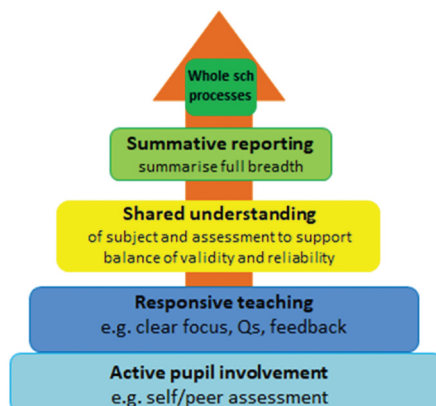 Whole sch
processes
Summative reporting
summarise full breadth
Shared understanding
of subject and assessment to support
balance of validity and reliability
Responsive teaching
e.g. clear focus, Qs, feedback
Active pupil involvement
e.g. self/peer assessment